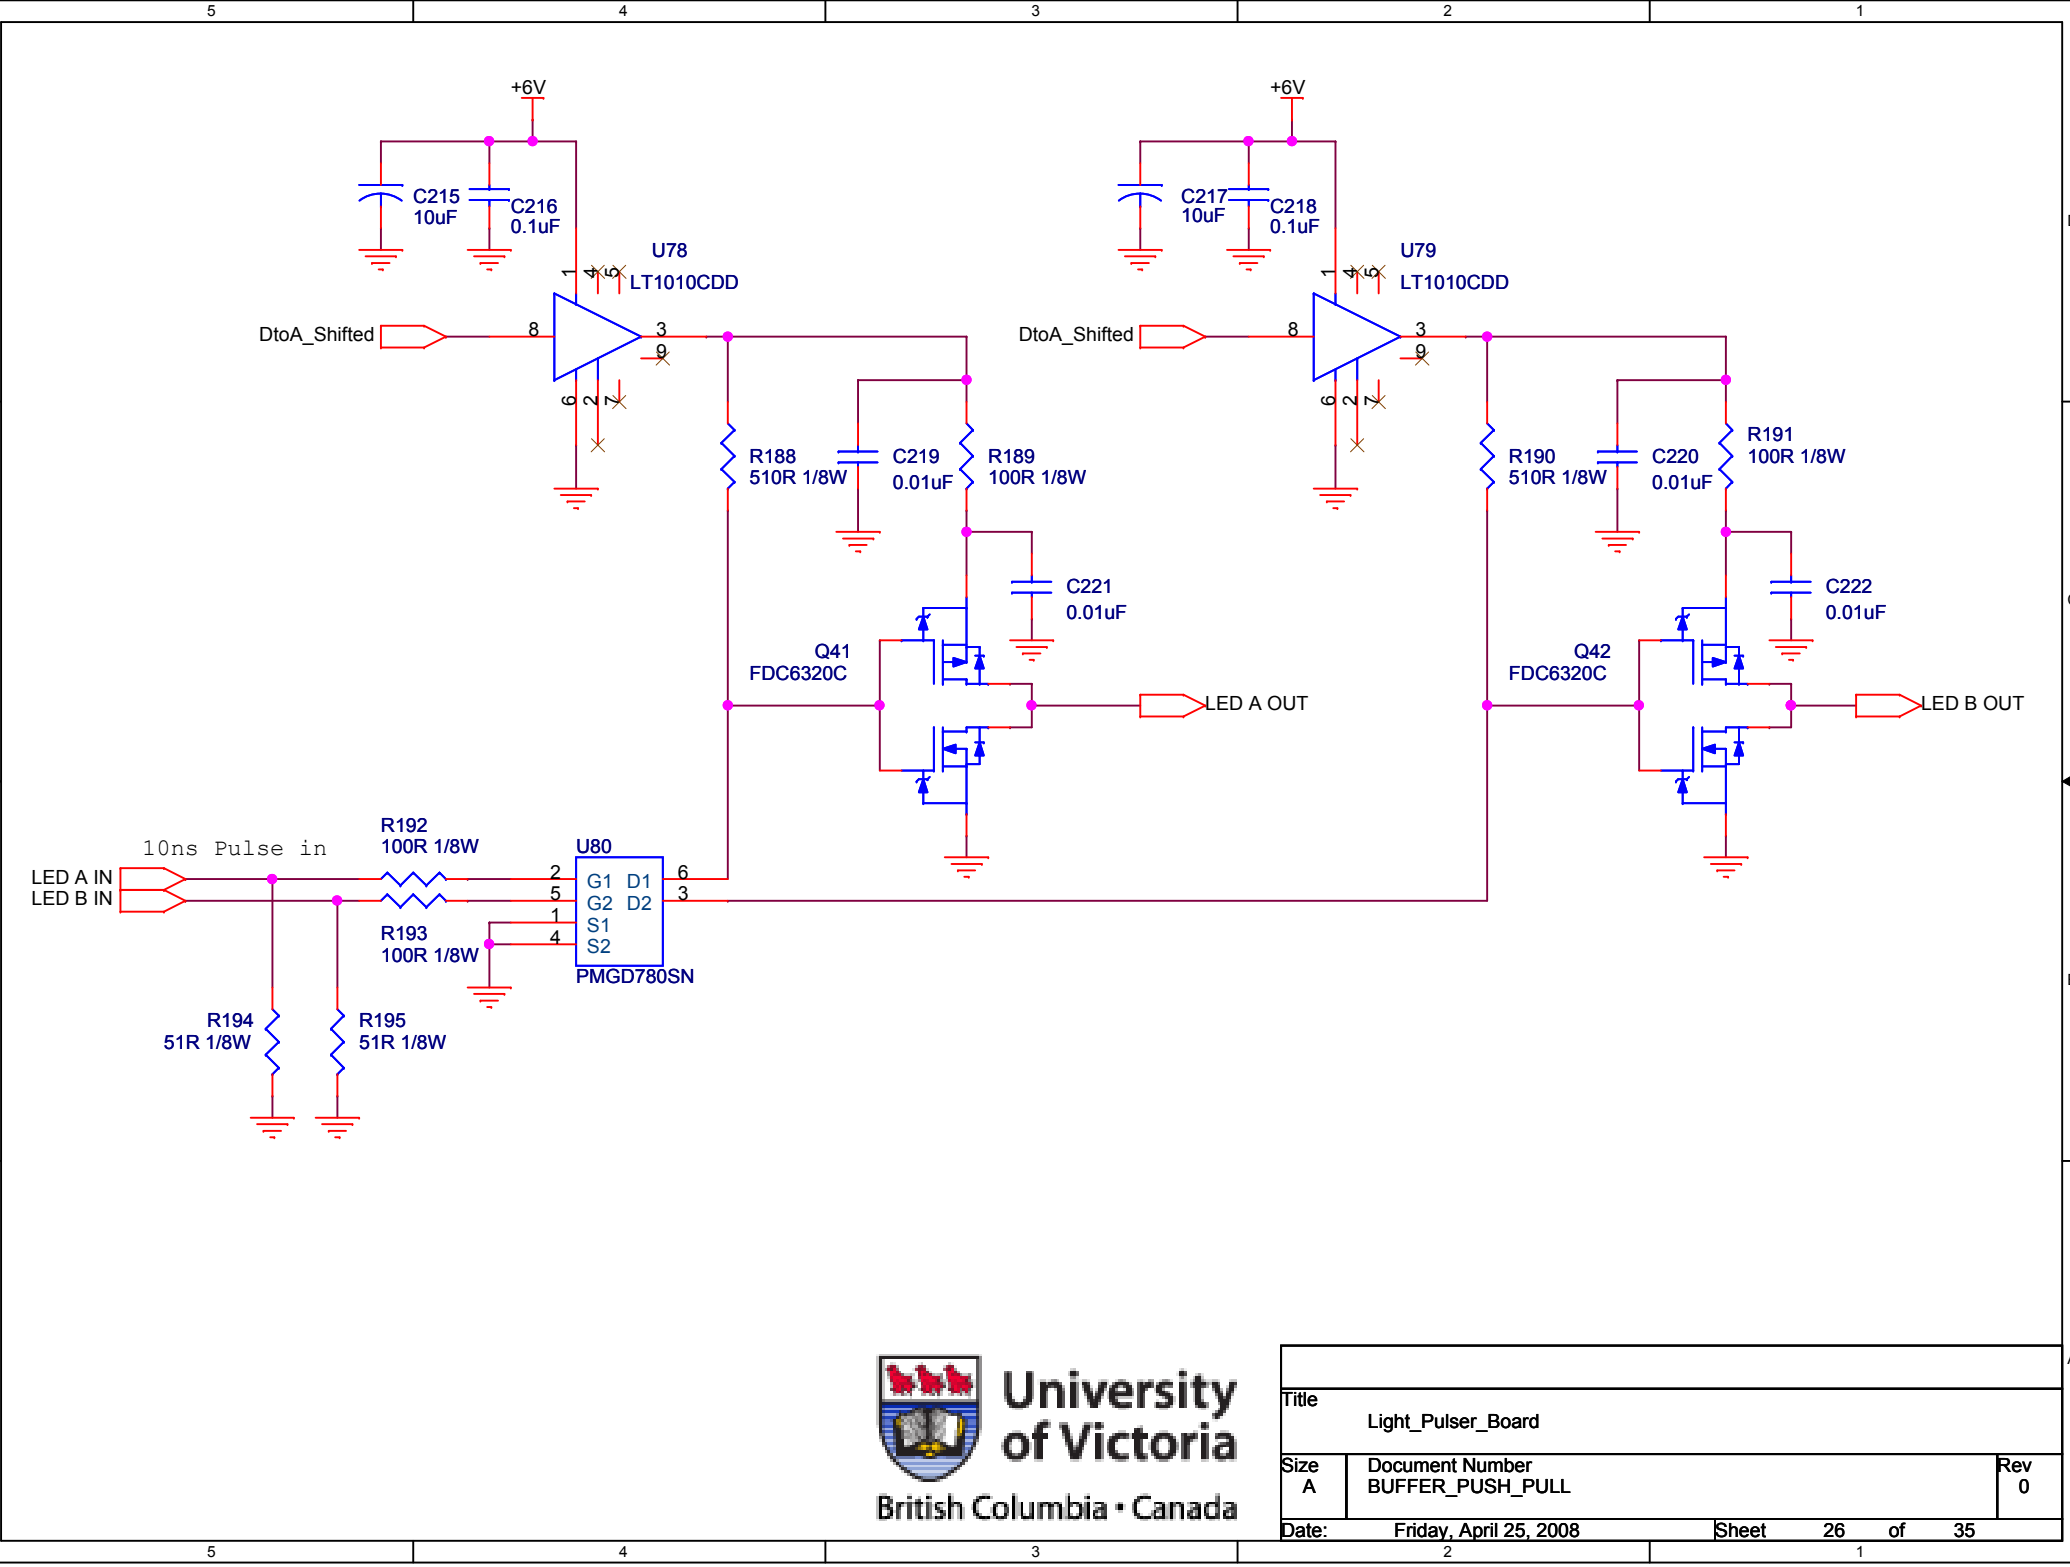 5 4 3 2 1
+6V
+6V
C215
10uF
C216
0.1uF
C217
10uF
C218
0.1uF
U78
LT1010CDD
U79
LT1010CDD
1 4 5
1 4 5
DtoA_Shifted
8
3
9
6 2 7
DtoA_Shifted
8
3
9
6 2 7
R188
510R 1/8W
C219
0.01uF
R189
100R 1/8W
R190
510R 1/8W
C220
0.01uF
R191
100R 1/8W
C221
0.01uF
C222
0.01uF
Q41
FDC6320C
Q42
FDC6320C
LED A OUT
LED B OUT
10ns Pulse in
LED A IN
LED B IN
R192
100R 1/8W
R193
100R 1/8W
U80
2 G1 D1 6
5 G2 D2 3
1 S1
4 S2
PMGD780SN
R194
51R 1/8W
R195
51R 1/8W
University
of Victoria
British Columbia • Canada
Title
Light_Pulser_Board
Size
A
Document Number
BUFFER_PUSH_PULL
Rev
0
Date: Friday, April 25, 2008 Sheet 26 of 35
5 4 3 2 1